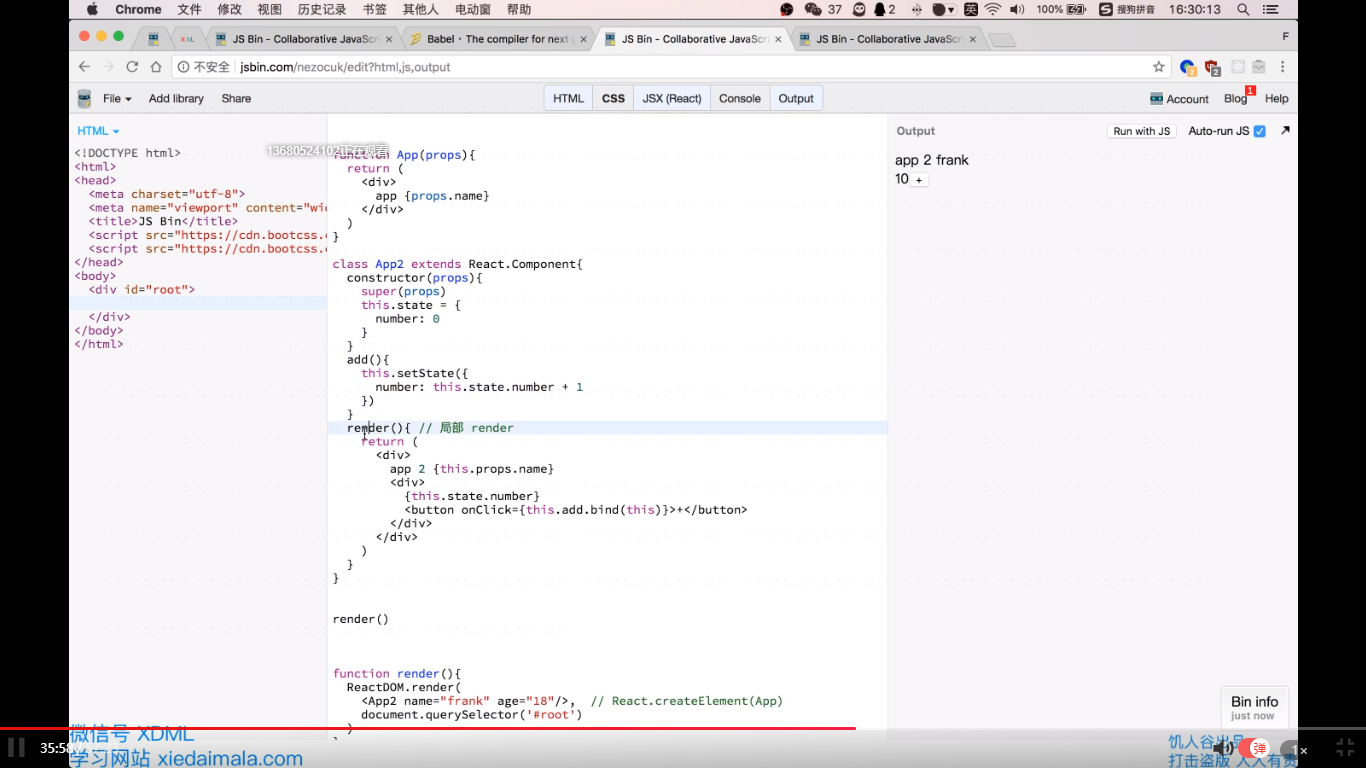 Chrome 文件 修改 视图 历史记录 书签 其他人 电动窗 帮助 37 2 英 100% 搜狗拼音 16:30:13
XML JS Bin - Collaborative JavaScri × Babel · The compiler for next × JS Bin - Collaborative JavaScri × JS Bin - Collaborative JavaScri × F
不安全 jsbin.com/nezocuk/edit?html,js,output 2 2
File Add library Share HTML CSS JSX (React) Console Output Account Blog 1 Help
HTML
<!DOCTYPE html>
<html>
<head>
<meta charset="utf-8">
<meta name="viewport" content="wid
<title>JS Bin</title>
<script src="https://cdn.bootcss.c
<script src="https://cdn.bootcss.c
</head>
<body>
<div id="root">
</div>
</body>
</html>
13680524102正在观看
function App(props){
return (
<div>
app {props.name}
</div>
)
}
class App2 extends React.Component{
constructor(props){
super(props)
this.state = {
number: 0
}
}
add(){
this.setState({
number: this.state.number + 1
})
}
render(){ // 局部 render
return (
<div>
app 2 {this.props.name}
<div>
{this.state.number}
<button onClick={this.add.bind(this)}>+</button>
</div>
</div>
)
}
}
render()
function render(){
ReactDOM.render(
<App2 name="frank" age="18"/>, // React.createElement(App)
document.querySelector('#root')
)
Output Run with JS Auto-run JS
app 2 frank
10 +
Bin info
just now
微信号 XDML
学习网站 xiedaimala.com
35:58
饥人谷出品
打击盗版 人人有责
弹
1×